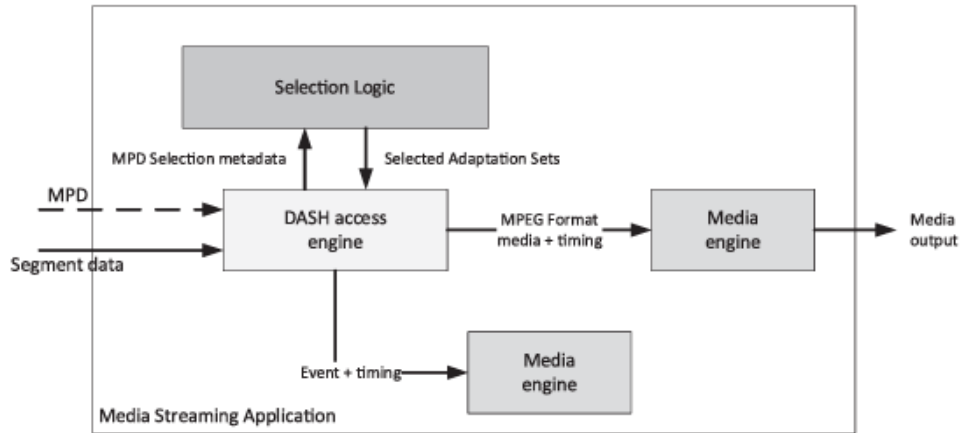 Selection Logic
MPD Selection metadata
Selected Adaptation Sets
MPD
Segment data
DASH access
engine
MPEG Format
media + timing
Media
engine
Media
output
Event + timing
Media
engine
Media Streaming Application